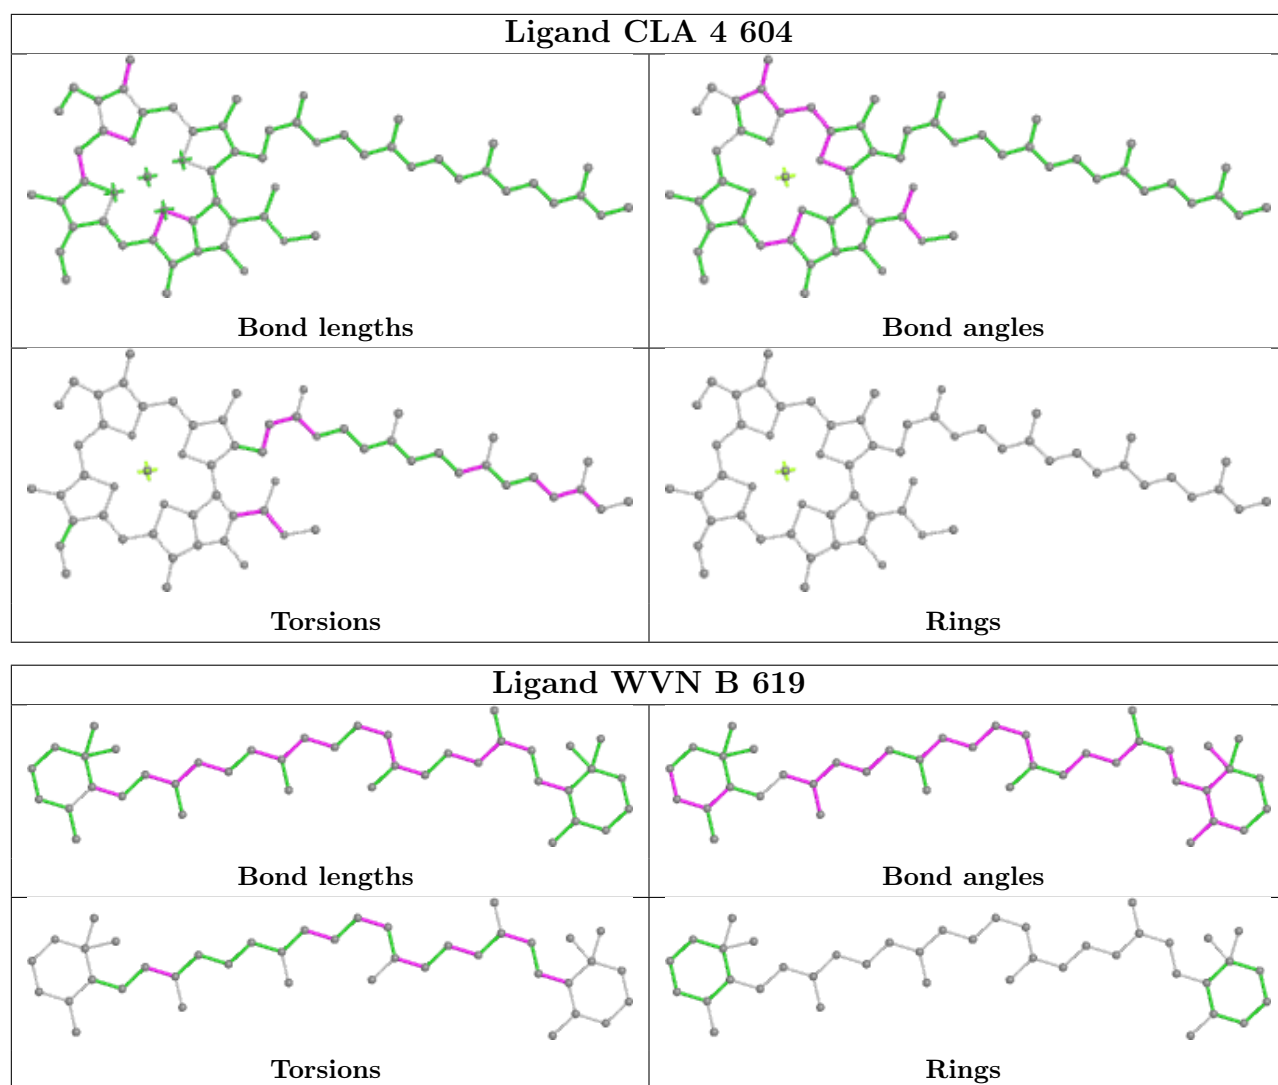 Ligand CLA 4 604
Bond lengths
Bond angles
Torsions
Rings
Ligand WVN B 619
Bond lengths
Bond angles
Torsions
Rings